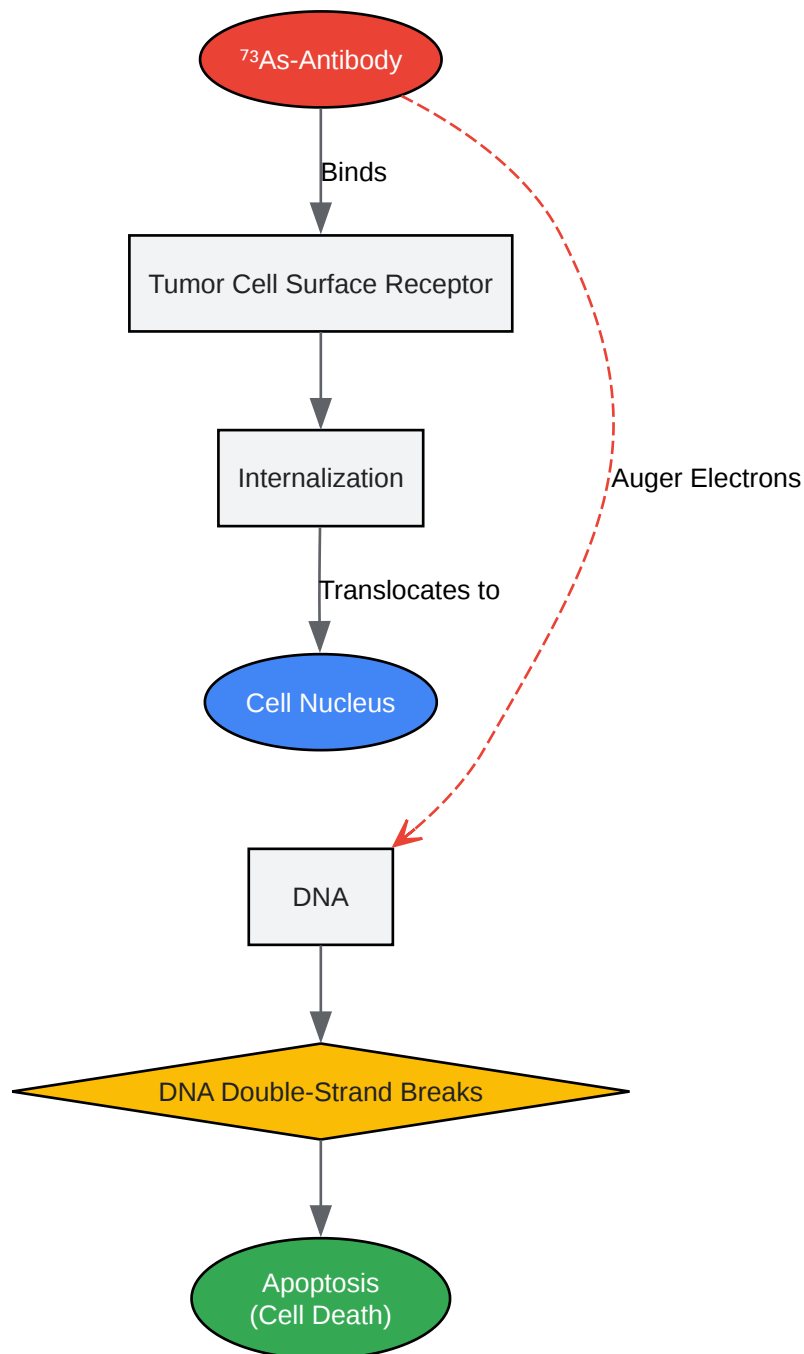 ⁷³As-Antibody
Binds
Tumor Cell Surface Receptor
Internalization
Auger Electrons
Translocates to
Cell Nucleus
DNA
DNA Double-Strand Breaks
Apoptosis
(Cell Death)